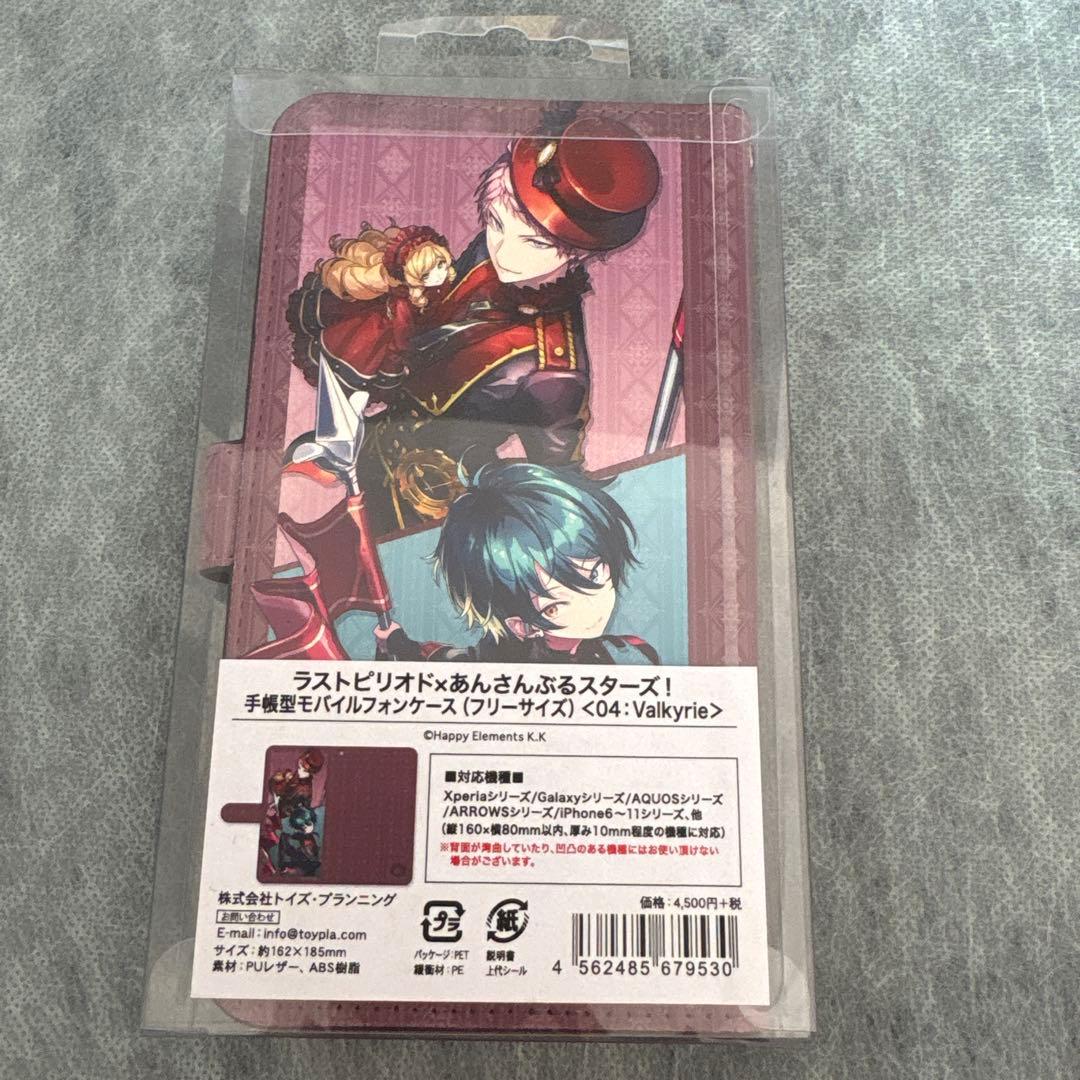 ラストピリオド×あんさんぶるスターズ!
手帳型モバイルフォンケース(フリーサイズ)<04:Valkyrie>
©Happy Elements K.K
■対応機種■
Xperiaシリーズ/Galaxyシリーズ/AQUOSシリーズ
/ARROWSシリーズ/iPhone6〜11シリーズ、他
(縦160×横80mm以内、厚み10mm程度の機種に対応)
※背面が湾曲していたり、凹凸のある機種にはお使い頂けない
場合がございます。
株式会社トイズ・プランニング
お問い合わせ
E-mail:info@toypla.com
サイズ:約162×185mm
素材:PUレザー、ABS樹脂
プラ
パッケージ:PET
緩衝材:PE
紙
説明書
上代シール
価格:4,500円+税
4 562485 679530